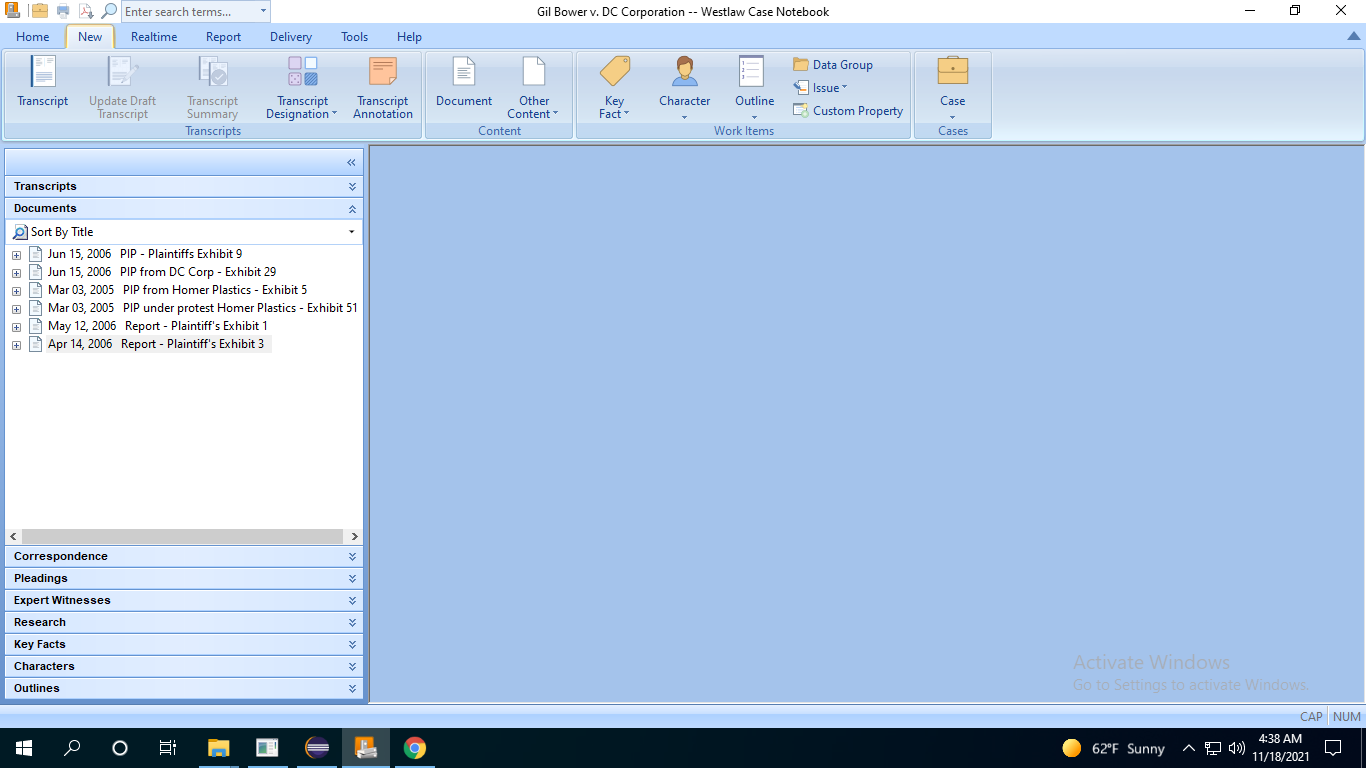 Enter search terms...
Gil Bower v. DC Corporation -- Westlaw Case Notebook
Home New Realtime Report Delivery Tools Help
Transcript
Update Draft
Transcript
Transcript
Summary
Transcript
Designation
Transcript
Annotation
Transcripts
Document
Other
Content
Content
Key
Fact
Character
Outline
Data Group
Issue
Custom Property
Work Items
Case
Cases
Transcripts
Documents
Sort By Title
Jun 15, 2006 PIP - Plaintiffs Exhibit 9
Jun 15, 2006 PIP from DC Corp - Exhibit 29
Mar 03, 2005 PIP from Homer Plastics - Exhibit 5
Mar 03, 2005 PIP under protest Homer Plastics - Exhibit 51
May 12, 2006 Report - Plaintiff's Exhibit 1
Apr 14, 2006 Report - Plaintiff's Exhibit 3
Correspondence
Pleadings
Expert Witnesses
Research
Key Facts
Characters
Outlines
Activate Windows
Go to Settings to activate Windows.
CAP NUM
62°F Sunny
4:38 AM
11/18/2021